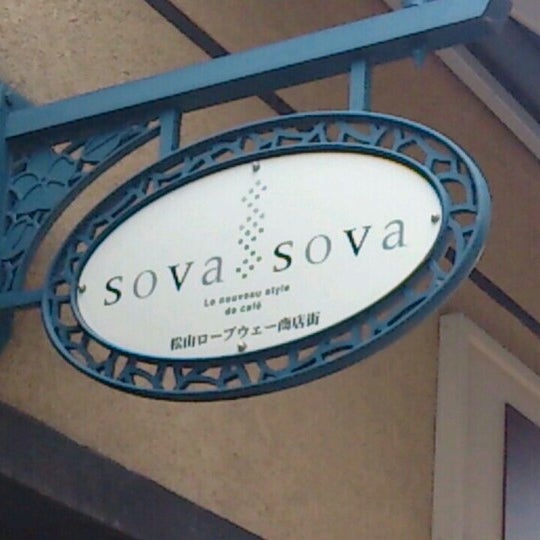 sova sova
Le nouveau style
de café
松山ロープウェー商店街